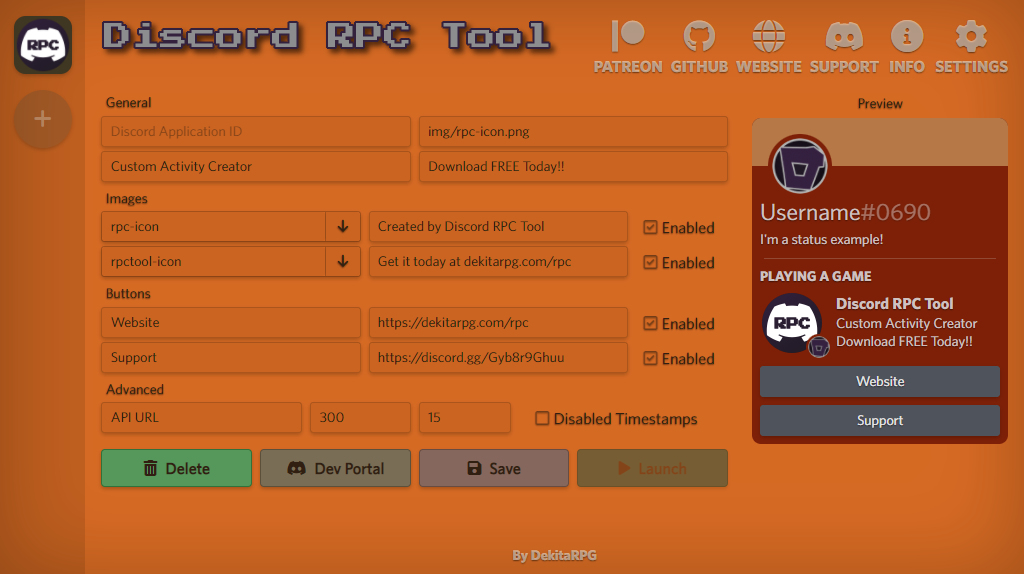 RPC
Discord RPC Tool
PATREON GITHUB WEBSITE SUPPORT INFO SETTINGS
General
Discord Application ID
img/rpc-icon.png
Custom Activity Creator
Download FREE Today!!
Images
rpc-icon
Created by Discord RPC Tool
Enabled
rpctool-icon
Get it today at dekitarpg.com/rpc
Enabled
Buttons
Website
https://dekitarpg.com/rpc
Enabled
Support
https://discord.gg/Gyb8r9Ghuu
Enabled
Advanced
API URL
300
15
Disabled Timestamps
Delete
Dev Portal
Save
Launch
Preview
Username#0690
I'm a status example!
PLAYING A GAME
RPC
Discord RPC Tool
Custom Activity Creator
Download FREE Today!!
Website
Support
By DekitaRPG